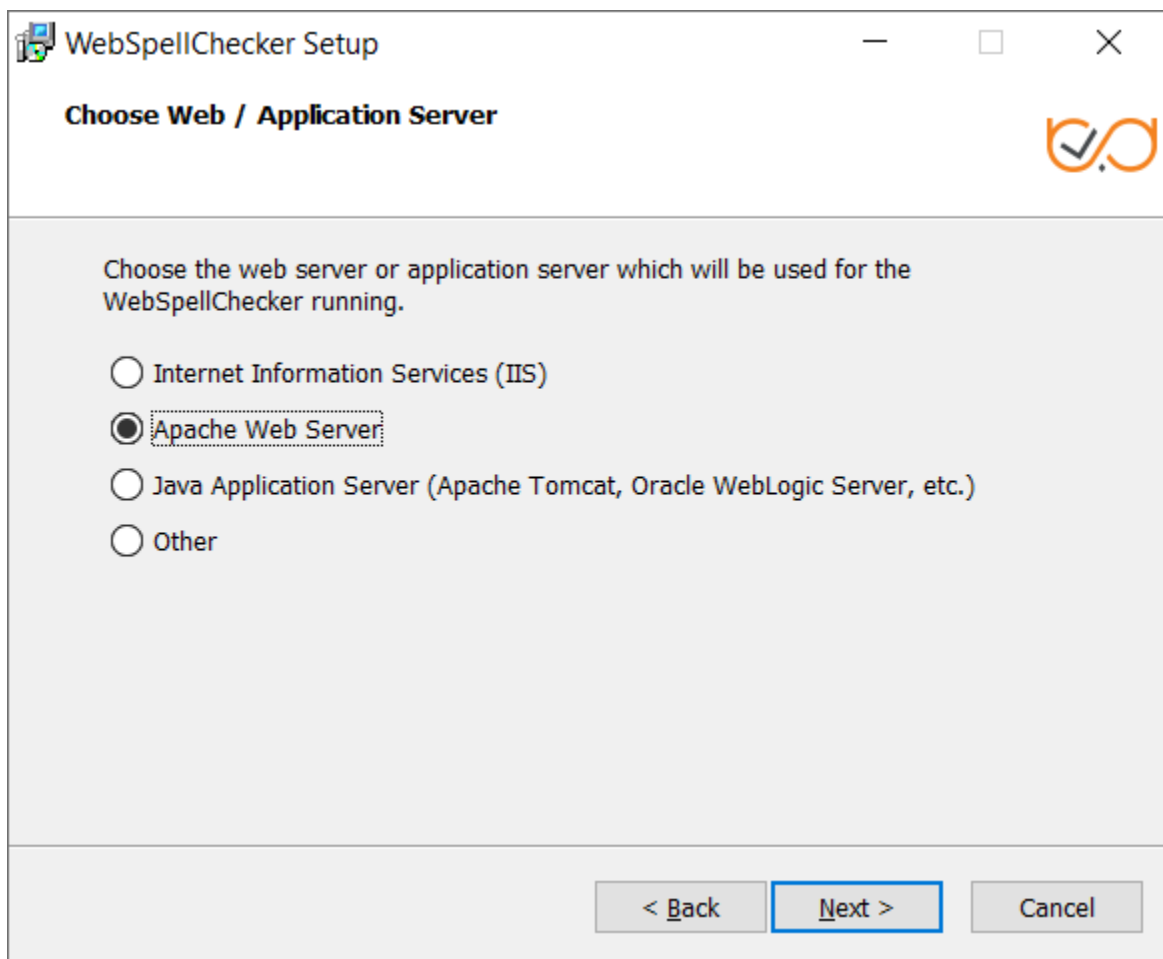 WebSpellChecker Setup
Choose Web / Application Server
Choose the web server or application server which will be used for the
WebSpellChecker running.
Internet Information Services (IIS)
Apache Web Server
Java Application Server (Apache Tomcat, Oracle WebLogic Server, etc.)
Other
< Back Next > Cancel